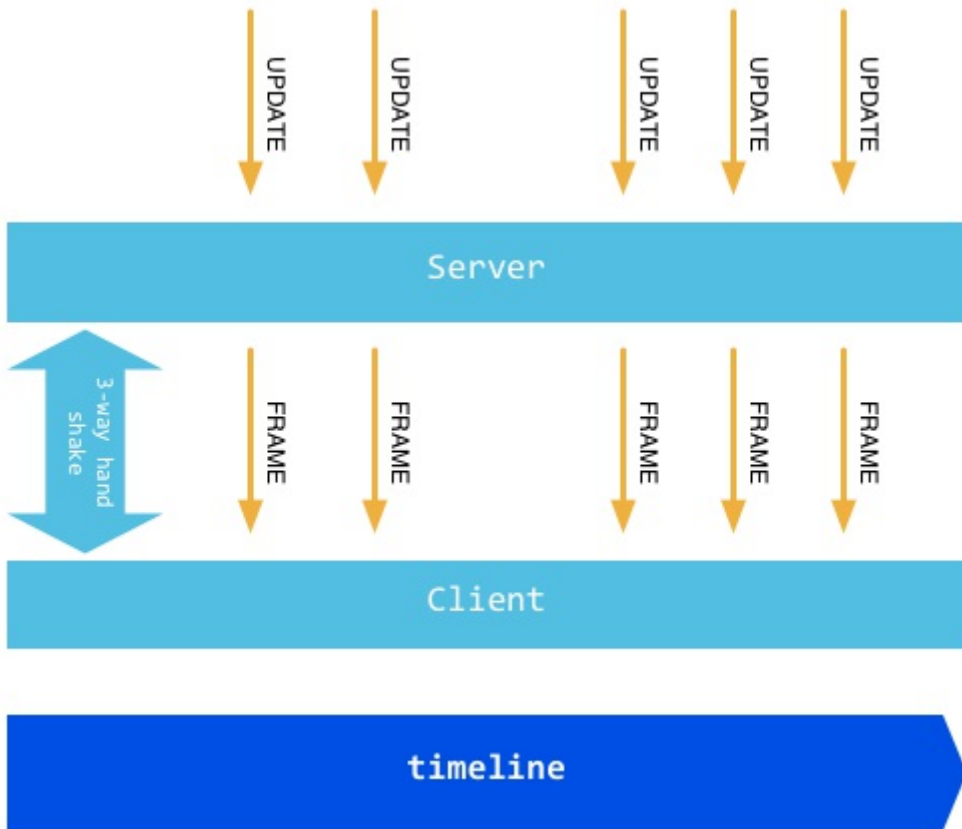 UPDATE
UPDATE
UPDATE
UPDATE
UPDATE
Server
3-way hand
shake
FRAME
FRAME
FRAME
FRAME
FRAME
Client
timeline